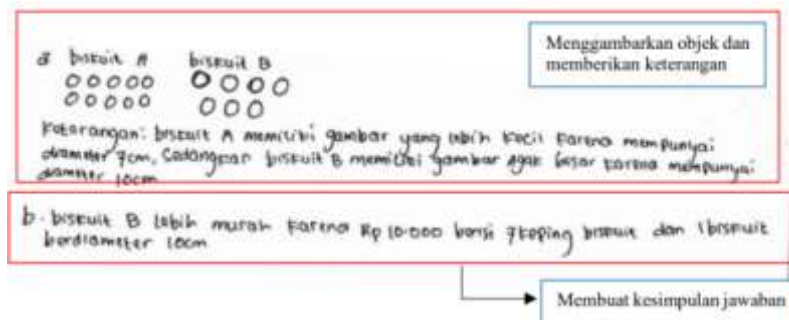 a biskuit A biskuit B
Menggambarkan objek dan
memberikan keterangan
Keterangan: biskuit A memiliki gambar yang lebih kecil karena mempunyai
diameter 7cm, Sedangkan biskuit B memiliki gambar agak besar karena mempunyai
diameter 10cm
b. biskuit B lebih murah karena Rp 10.000 berisi 7 keping biskuit dan 1 biskuit
berdiameter 10cm
Membuat kesimpulan jawaban